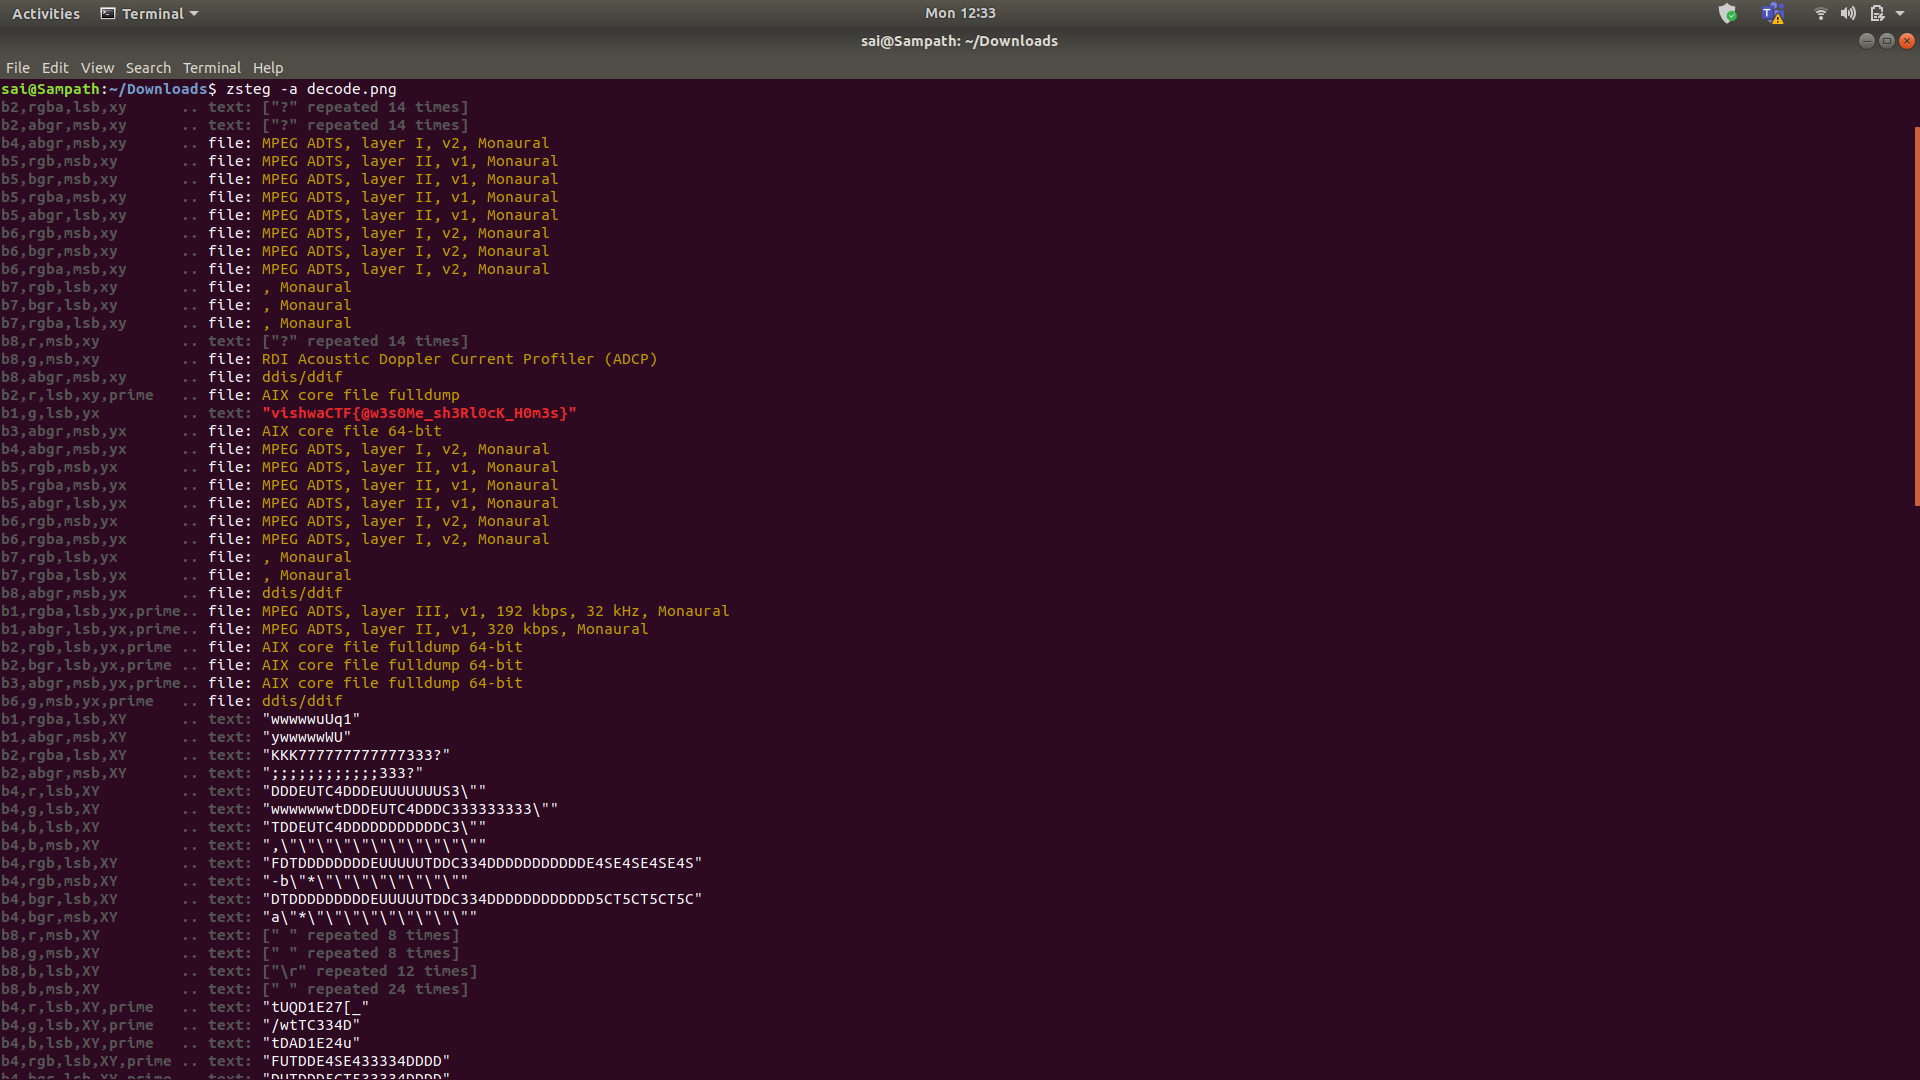 Activities Terminal Mon 12:33
sai@Sampath: ~/Downloads
File Edit View Search Terminal Help
sai@Sampath:~/Downloads$ zsteg -a decode.png
b2,rgba,lsb,xy .. text: ["?" repeated 14 times]
b2,abgr,msb,xy .. text: ["?" repeated 14 times]
b4,abgr,msb,xy .. file: MPEG ADTS, layer I, v2, Monaural
b5,rgb,msb,xy .. file: MPEG ADTS, layer II, v1, Monaural
b5,bgr,msb,xy .. file: MPEG ADTS, layer II, v1, Monaural
b5,rgba,msb,xy .. file: MPEG ADTS, layer II, v1, Monaural
b5,abgr,lsb,xy .. file: MPEG ADTS, layer II, v1, Monaural
b6,rgb,msb,xy .. file: MPEG ADTS, layer I, v2, Monaural
b6,bgr,msb,xy .. file: MPEG ADTS, layer I, v2, Monaural
b6,rgba,msb,xy .. file: MPEG ADTS, layer I, v2, Monaural
b7,rgb,lsb,xy .. file: , Monaural
b7,bgr,lsb,xy .. file: , Monaural
b7,rgba,lsb,xy .. file: , Monaural
b8,r,msb,xy .. text: ["?" repeated 14 times]
b8,g,msb,xy .. file: RDI Acoustic Doppler Current Profiler (ADCP)
b8,abgr,msb,xy .. file: ddis/ddif
b2,r,lsb,xy,prime .. file: AIX core file fulldump
b1,g,lsb,yx .. text: "vishwaCTF{@w3s0Me_sh3Rl0cK_H0m3s}"
b3,abgr,msb,yx .. file: AIX core file 64-bit
b4,abgr,msb,yx .. file: MPEG ADTS, layer I, v2, Monaural
b5,rgb,msb,yx .. file: MPEG ADTS, layer II, v1, Monaural
b5,rgba,msb,yx .. file: MPEG ADTS, layer II, v1, Monaural
b5,abgr,lsb,yx .. file: MPEG ADTS, layer II, v1, Monaural
b6,rgb,msb,yx .. file: MPEG ADTS, layer I, v2, Monaural
b6,rgba,msb,yx .. file: MPEG ADTS, layer I, v2, Monaural
b7,rgb,lsb,yx .. file: , Monaural
b7,rgba,lsb,yx .. file: , Monaural
b8,abgr,msb,yx .. file: ddis/ddif
b1,rgba,lsb,yx,prime.. file: MPEG ADTS, layer III, v1, 192 kbps, 32 kHz, Monaural
b1,abgr,lsb,yx,prime.. file: MPEG ADTS, layer II, v1, 320 kbps, Monaural
b2,rgb,lsb,yx,prime .. file: AIX core file fulldump 64-bit
b2,bgr,lsb,yx,prime .. file: AIX core file fulldump 64-bit
b3,abgr,msb,yx,prime.. file: AIX core file fulldump 64-bit
b6,g,msb,yx,prime .. file: ddis/ddif
b1,rgba,lsb,XY .. text: "wwwwwuUq1"
b1,abgr,msb,XY .. text: "ywwwwwWU"
b2,rgba,lsb,XY .. text: "KKK777777777777333?"
b2,abgr,msb,XY .. text: ";;;;;;;;;;;;333?"
b4,r,lsb,XY .. text: "DDDEUTC4DDDEUUUUUUUS3\""
b4,g,lsb,XY .. text: "wwwwwwwtDDDEUTC4DDDC333333333\""
b4,b,lsb,XY .. text: "TDDEUTC4DDDDDDDDDDDC3\""
b4,b,msb,XY .. text: ",\"\"\"\"\"\"\"\"\"\"\""
b4,rgb,lsb,XY .. text: "FDTDDDDDDDDEUUUUUTDDC334DDDDDDDDDDDE4SE4SE4SE4S"
b4,rgb,msb,XY .. text: "-b\"*\"\"\"\"\"\"\"\""
b4,bgr,lsb,XY .. text: "DTDDDDDDDDDEUUUUUTDDC334DDDDDDDDDDDD5CT5CT5CT5C"
b4,bgr,msb,XY .. text: "a\"*\"\"\"\"\"\"\"\"\""
b8,r,msb,XY .. text: [" " repeated 8 times]
b8,g,msb,XY .. text: [" " repeated 8 times]
b8,b,lsb,XY .. text: ["\r" repeated 12 times]
b8,b,msb,XY .. text: [" " repeated 24 times]
b4,r,lsb,XY,prime .. text: "tUQD1E27[_"
b4,g,lsb,XY,prime .. text: "/wtTC334D"
b4,b,lsb,XY,prime .. text: "tDAD1E24u"
b4,rgb,lsb,XY,prime .. text: "FUTDDE4SE433334DDDD"
b4,bgr,lsb,XY,prime .. text: "DUTDDD5CT533334DDDD"